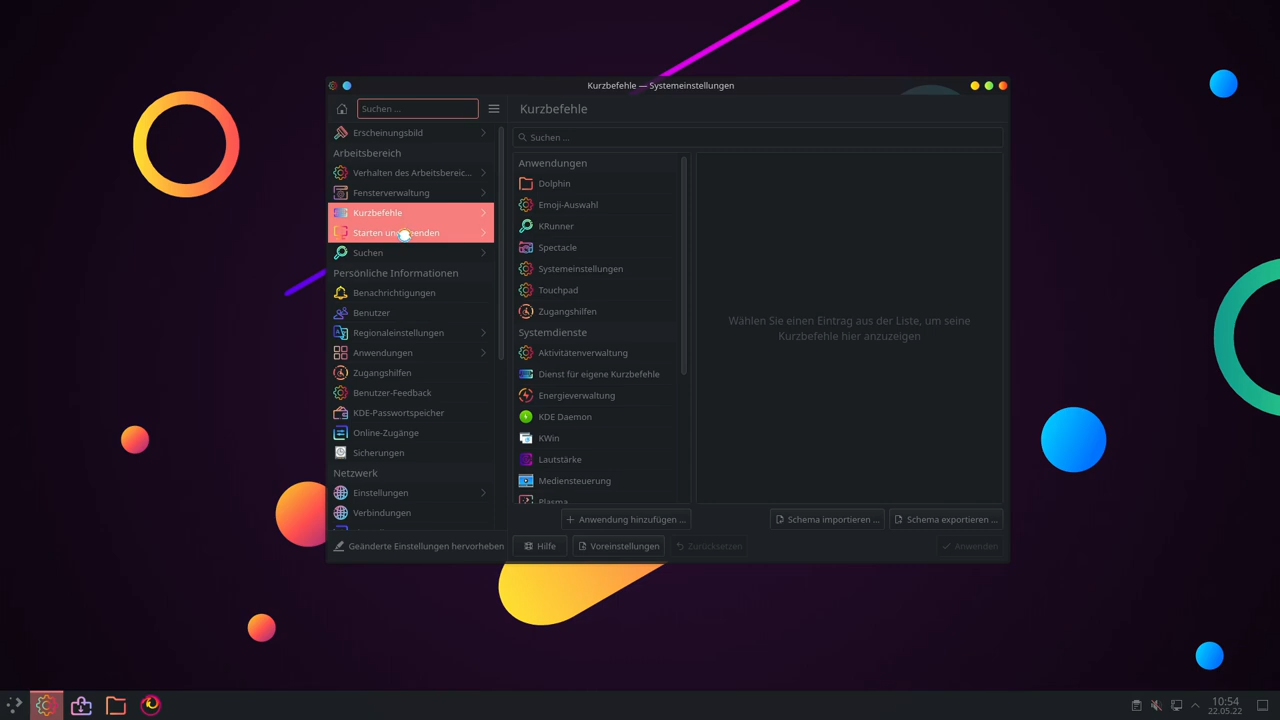 Kurzbefehle — Systemeinstellungen
Suchen ...
Kurzbefehle
Erscheinungsbild
Arbeitsbereich
Verhalten des Arbeitsbereic...
Fensterverwaltung
Kurzbefehle
Starten und Beenden
Suchen
Persönliche Informationen
Benachrichtigungen
Benutzer
Regionaleinstellungen
Anwendungen
Zugangshilfen
Benutzer-Feedback
KDE-Passwortspeicher
Online-Zugänge
Sicherungen
Netzwerk
Einstellungen
Verbindungen
Geänderte Einstellungen hervorheben
Suchen ...
Anwendungen
Dolphin
Emoji-Auswahl
KRunner
Spectacle
Systemeinstellungen
Touchpad
Zugangshilfen
Systemdienste
Aktivitätenverwaltung
Dienst für eigene Kurzbefehle
Energieverwaltung
KDE Daemon
KWin
Lautstärke
Mediensteuerung
Plasma
Wählen Sie einen Eintrag aus der Liste, um seine
Kurzbefehle hier anzuzeigen
Anwendung hinzufügen ...
Schema importieren ...
Schema exportieren ...
Hilfe
Voreinstellungen
Zurücksetzen
Anwenden
10:54
22.05.22